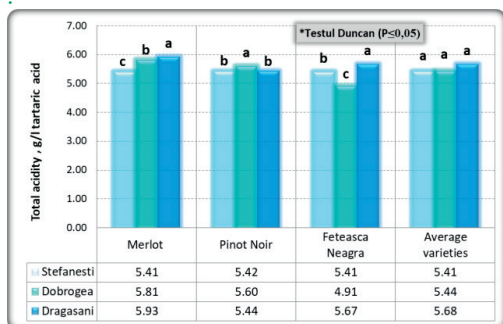 7.00
*Testul Duncan (P≤0,05)
6.00
5.00
4.00
3.00
2.00
1.00
0.00
Total acidity , g/l tartaric acid
c b a
b a b
b c a
a a a
Merlot Pinot Noir Feteasca Neagra Average varieties
Stefanesti 5.41 5.42 5.41 5.41
Dobrogea 5.81 5.60 4.91 5.44
Dragasani 5.93 5.44 5.67 5.68